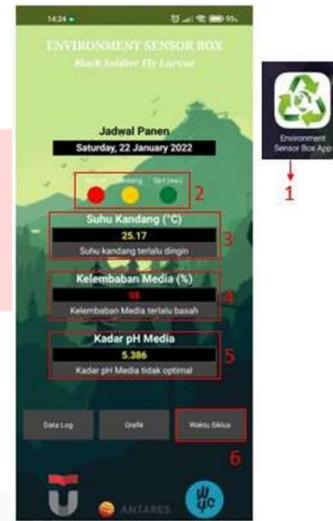 14:24
95%
ENVIRONMENT SENSOR BOX
Black Soldier Fly Larvae
Jadwal Panen
Saturday, 22 January 2022
Sedang Optimal
2
Suhu Kandang (°C)
25.17
Suhu kandang terlalu dingin
3
Kelembaban Media (%)
98
Kelembaban Media terlalu basah
4
Kadar pH Media
5.386
Kadar pH Media tidak optimal
5
Data Log
Grafik
Waktu Siklus
6
ANTARES
Environment
Sensor Box App
1